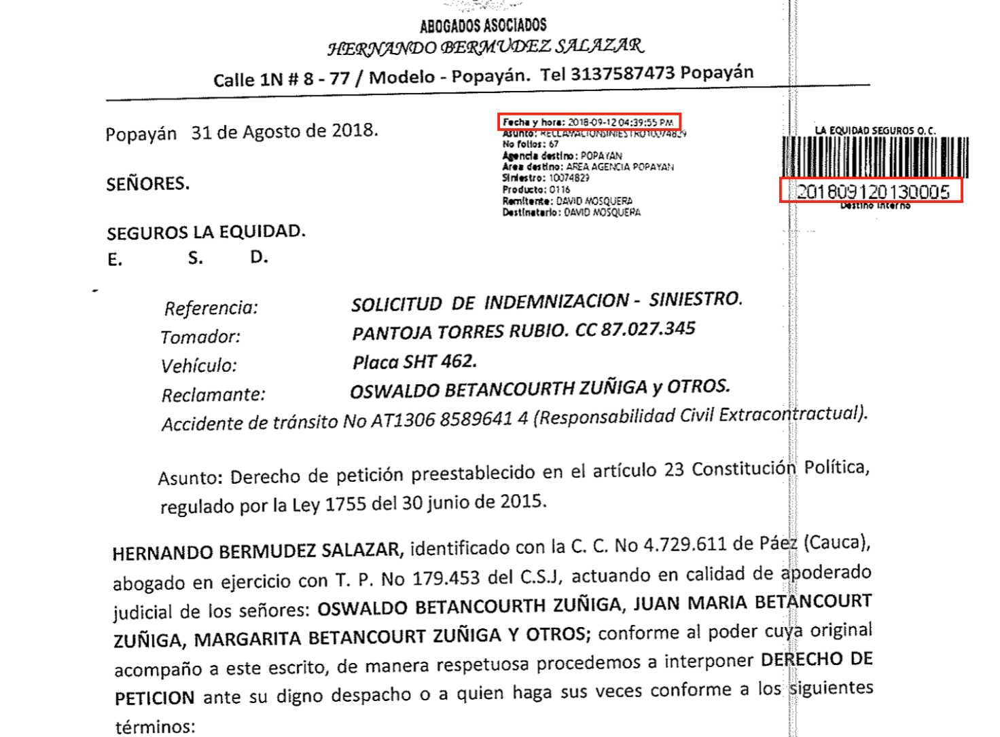 ABOGADOS ASOCIADOS
HERNANDO BERMUDEZ SALAZAR
Calle 1N # 8 - 77 / Modelo - Popayán. Tel 3137587473 Popayán
Popayán 31 de Agosto de 2018.
Fecha y hora: 2018-09-12 04:39:55 PM
Asunto: RECLAMACIONSINIESTRO10074829
No folios: 67
Agencia destino: POPAYAN
Area destino: AREA AGENCIA POPAYAN
Siniestro: 10074829
Producto: 0116
Remitente: DAVID MOSQUERA
Destinatario: DAVID MOSQUERA
LA EQUIDAD SEGUROS O.C.
201809120130005
Destino Interno
SEÑORES.
SEGUROS LA EQUIDAD.
E. S. D.
Referencia: SOLICITUD DE INDEMNIZACION - SINIESTRO.
Tomador: PANTOJA TORRES RUBIO. CC 87.027.345
Vehículo: Placa SHT 462.
Reclamante: OSWALDO BETANCOURTH ZUÑIGA y OTROS.
Accidente de tránsito No AT1306 8589641 4 (Responsabilidad Civil Extracontractual).
Asunto: Derecho de petición preestablecido en el artículo 23 Constitución Política,
regulado por la Ley 1755 del 30 junio de 2015.
HERNANDO BERMUDEZ SALAZAR, identificado con la C. C. No 4.729.611 de Páez (Cauca),
abogado en ejercicio con T. P. No 179.453 del C.S.J, actuando en calidad de apoderado
judicial de los señores: OSWALDO BETANCOURTH ZUÑIGA, JUAN MARIA BETANCOURT
ZUÑIGA, MARGARITA BETANCOURT ZUÑIGA Y OTROS; conforme al poder cuya original
acompaño a este escrito, de manera respetuosa procedemos a interponer DERECHO DE
PETICION ante su digno despacho o a quien haga sus veces conforme a los siguientes
términos: